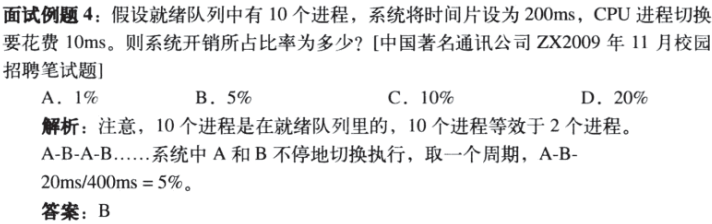 面试例题 4：假设就绪队列中有 10 个进程，系统将时间片设为 200ms，CPU 进程切换
要花费 10ms。则系统开销所占比率为多少？[中国著名通讯公司 ZX2009 年 11 月校园
招聘笔试题]
A．1% B．5% C．10% D．20%
解析：注意，10 个进程是在就绪队列里的，10 个进程等效于 2 个进程。
A-B-A-B……系统中 A 和 B 不停地切换执行，取一个周期，A-B-
20ms/400ms = 5%。
答案：B